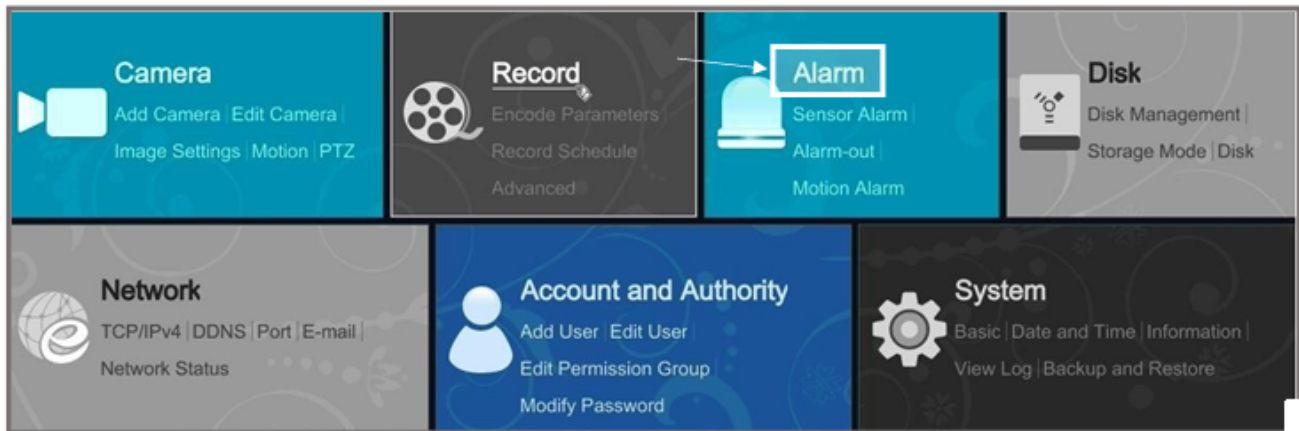 Camera
Add Camera | Edit Camera |
Image Settings | Motion | PTZ
Record
Encode Parameters |
Record Schedule |
Advanced
Alarm
Sensor Alarm |
Alarm-out |
Motion Alarm
Disk
Disk Management |
Storage Mode | Disk
Network
TCP/IPv4 | DDNS | Port | E-mail |
Network Status
Account and Authority
Add User | Edit User |
Edit Permission Group |
Modify Password
System
Basic | Date and Time | Information |
View Log | Backup and Restore